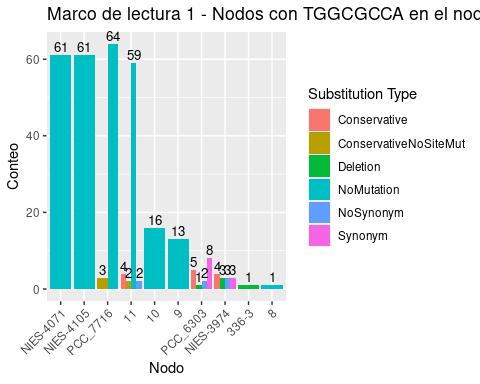 Marco de lectura 1 - Nodos con TGGCGCCA en el nod
Conteo
60
40
20
0
61
61
3
64
4
2
59
2
16
13
5
1
2
8
4
3
3
3
1
1
NIES-4071
NIES-4105
PCC_7716
11
10
9
PCC_6303
NIES-3974
336-3
8
Nodo
Substitution Type
Conservative
ConservativeNoSiteMut
Deletion
NoMutation
NoSynonym
Synonym